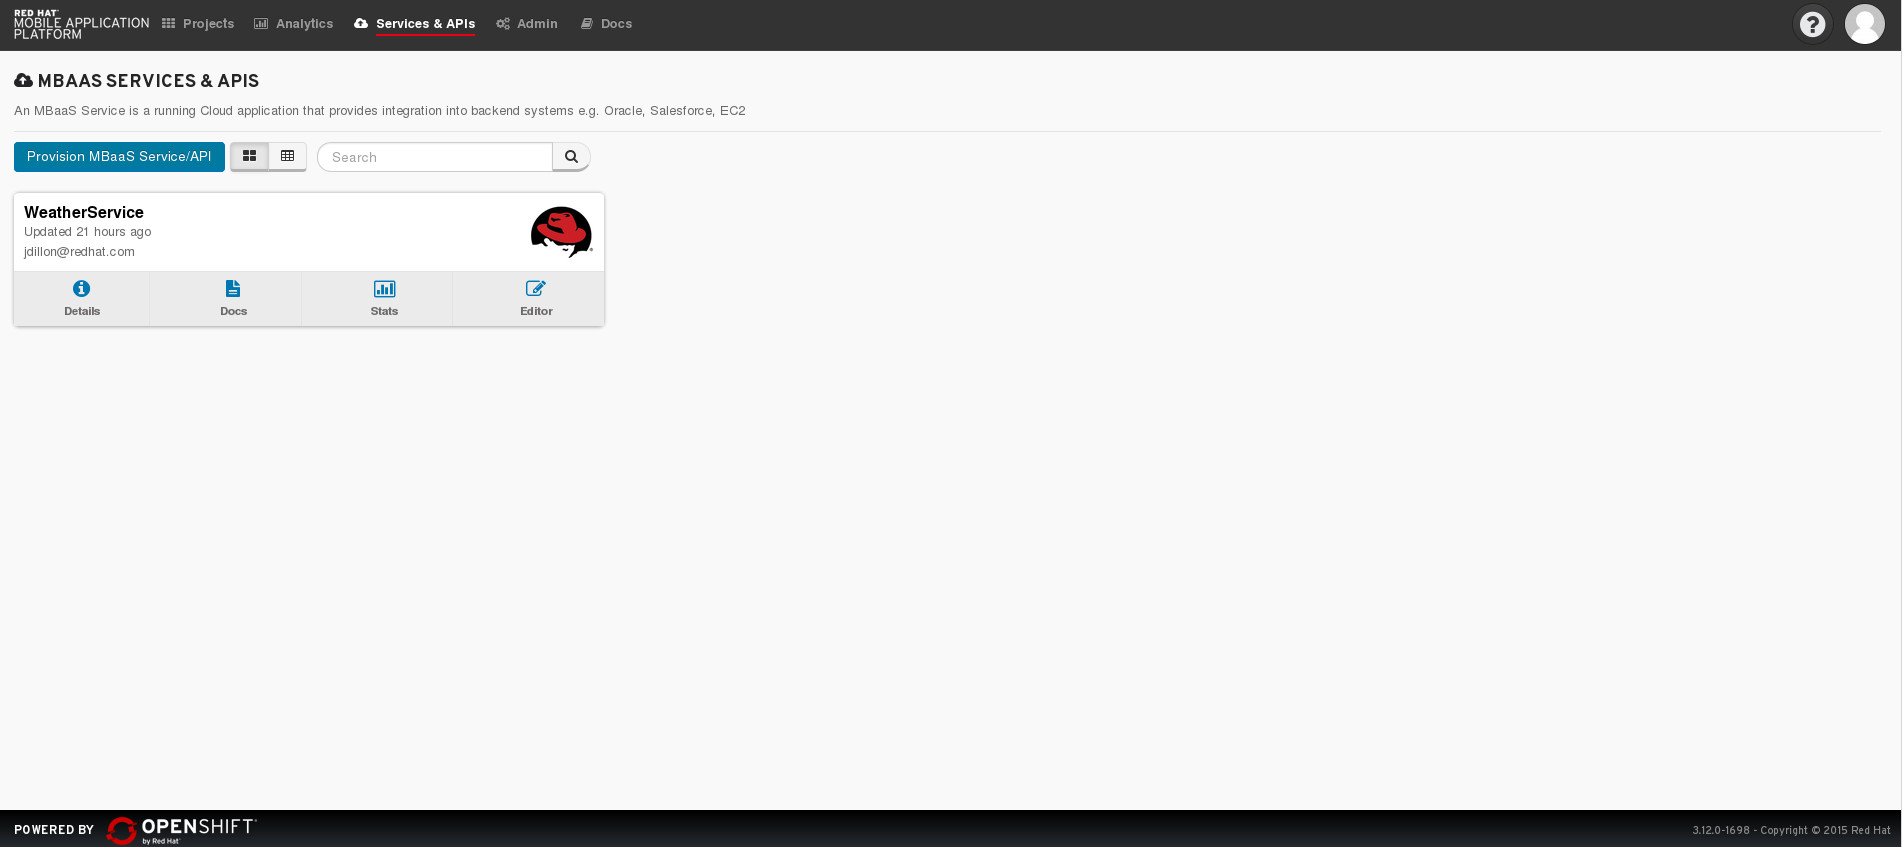 RED HAT
MOBILE APPLICATION
PLATFORM
Projects
Analytics
Services & APIs
Admin
Docs
MBAAS SERVICES & APIS
An MBaaS Service is a running Cloud application that provides integration into backend systems e.g. Oracle, Salesforce, EC2
Provision MBaaS Service/API
Search
WeatherService
Updated 21 hours ago
jdillon@redhat.com
Details
Docs
Stats
Editor
POWERED BY
OPENSHIFT
by Red Hat
3.12.0-1698 - Copyright © 2015 Red Hat